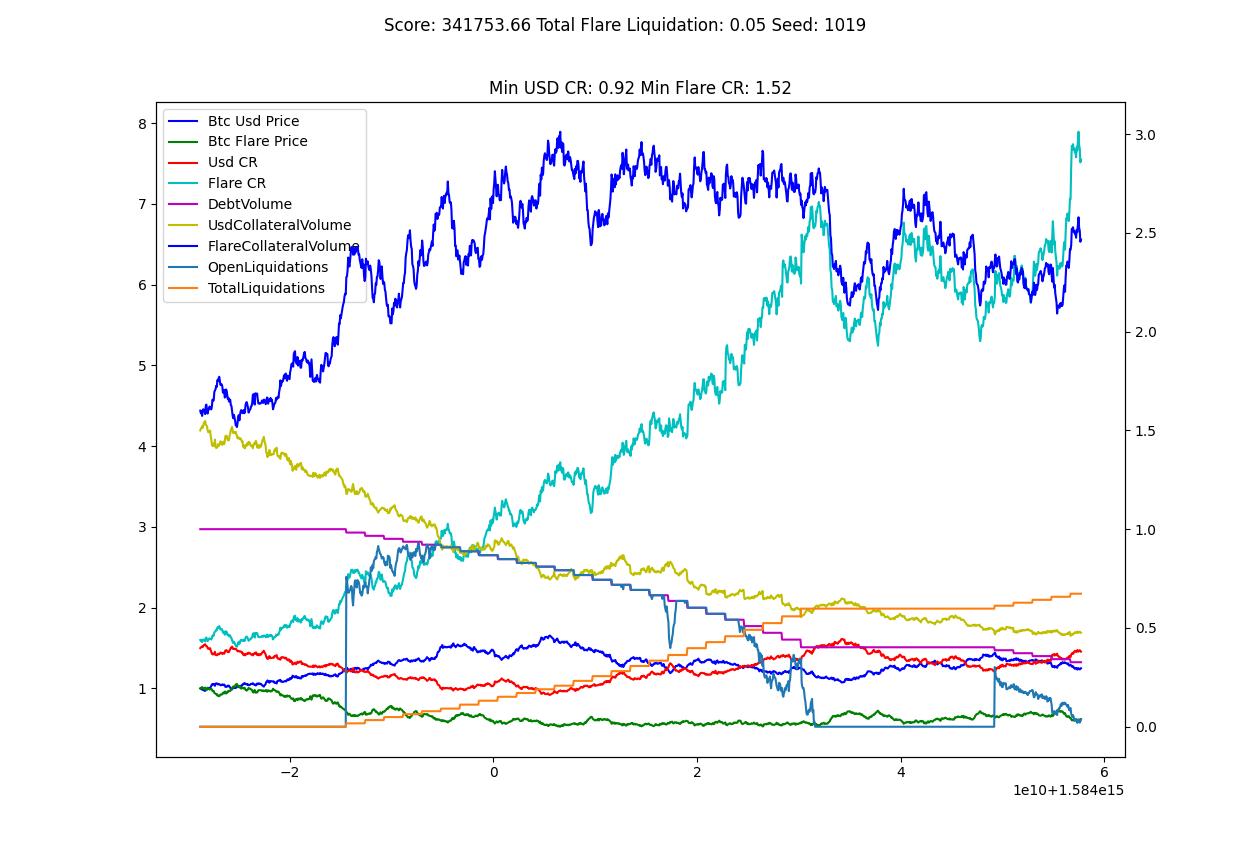 Score: 341753.66 Total Flare Liquidation: 0.05 Seed: 1019
Min USD CR: 0.92 Min Flare CR: 1.52
Btc Usd Price
Btc Flare Price
Usd CR
Flare CR
DebtVolume
UsdCollateralVolume
FlareCollateralVolume
OpenLiquidations
TotalLiquidations
8
7
6
5
4
3
2
1
3.0
2.5
2.0
1.5
1.0
0.5
0.0
−2
0
2
4
6
1e10+1.584e15